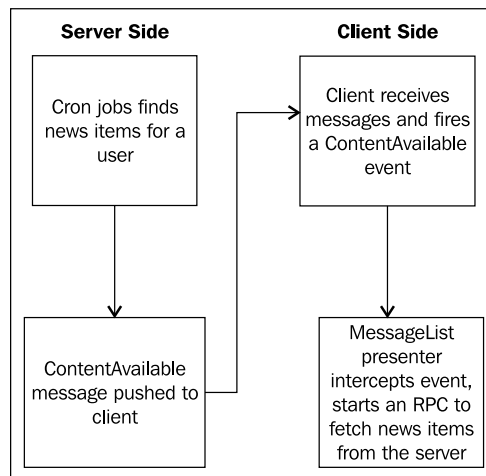 Server Side
Cron jobs finds
news items for a
user
ContentAvailable
message pushed to
client
Client Side
Client receives
messages and fires
a ContentAvailable
event
MessageList
presenter
intercepts event,
starts an RPC to
fetch news items
from the server